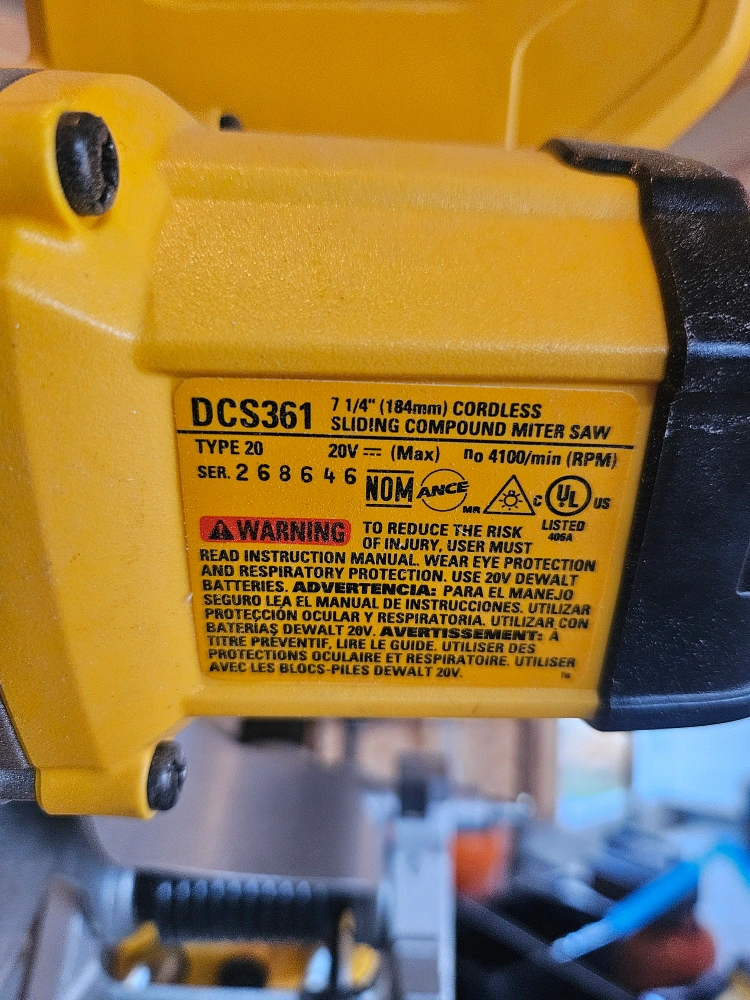 DCS361 7 1/4" (184mm) CORDLESS
SLIDING COMPOUND MITER SAW
TYPE 20 20V ⎓ (Max) n₀ 4100/min (RPM)
SER. 268646 NOM ANCE MR C UL US
LISTED
406A
⚠WARNING TO REDUCE THE RISK
OF INJURY, USER MUST
READ INSTRUCTION MANUAL. WEAR EYE PROTECTION
AND RESPIRATORY PROTECTION. USE 20V DEWALT
BATTERIES. ADVERTENCIA: PARA EL MANEJO
SEGURO LEA EL MANUAL DE INSTRUCCIONES. UTILIZAR
PROTECCIÓN OCULAR Y RESPIRATORIA. UTILIZAR CON
BATERÍAS DEWALT 20V. AVERTISSEMENT: À
TITRE PRÉVENTIF, LIRE LE GUIDE. UTILISER DES
PROTECTIONS OCULAIRE ET RESPIRATOIRE. UTILISER
AVEC LES BLOCS-PILES DEWALT 20V. ™